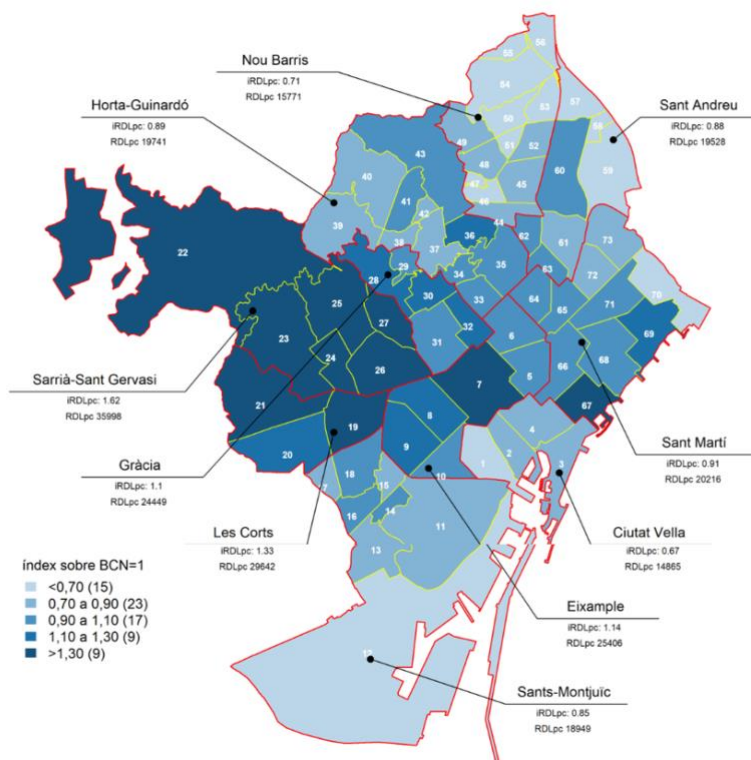 Nou Barris
iRDLpc: 0.71
RDLpc 15771
Horta-Guinardó
iRDLpc: 0.89
RDLpc 19741
Sant Andreu
iRDLpc: 0.88
RDLpc 19528
Sarrià-Sant Gervasi
iRDLpc: 1.62
RDLpc 35998
Gràcia
iRDLpc: 1.1
RDLpc 24449
Les Corts
iRDLpc: 1.33
RDLpc 29642
Sant Martí
iRDLpc: 0.91
RDLpc 20216
Ciutat Vella
iRDLpc: 0.67
RDLpc 14865
Eixample
iRDLpc: 1.14
RDLpc 25406
Sants-Montjuïc
iRDLpc: 0.85
RDLpc 18949
índex sobre BCN=1
<0,70 (15)
0,70 a 0,90 (23)
0,90 a 1,10 (17)
1,10 a 1,30 (9)
>1,30 (9)
56
55
54
53
57
50
58
49
51
52
43
60
59
48
40
47
45
41
46
42
44
39
36
62
61
73
38
37
22
35
29
34
63
72
28
70
25
30
33
64
65
71
27
32
69
23
31
6
24
66
68
26
7
5
21
67
19
8
4
20
9
2
1
3
18
10
15
16
14
11
13